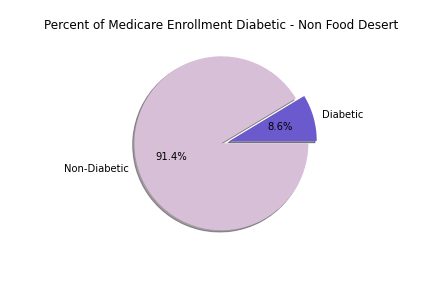 Percent of Medicare Enrollment Diabetic - Non Food Desert
Diabetic
8.6%
91.4%
Non-Diabetic